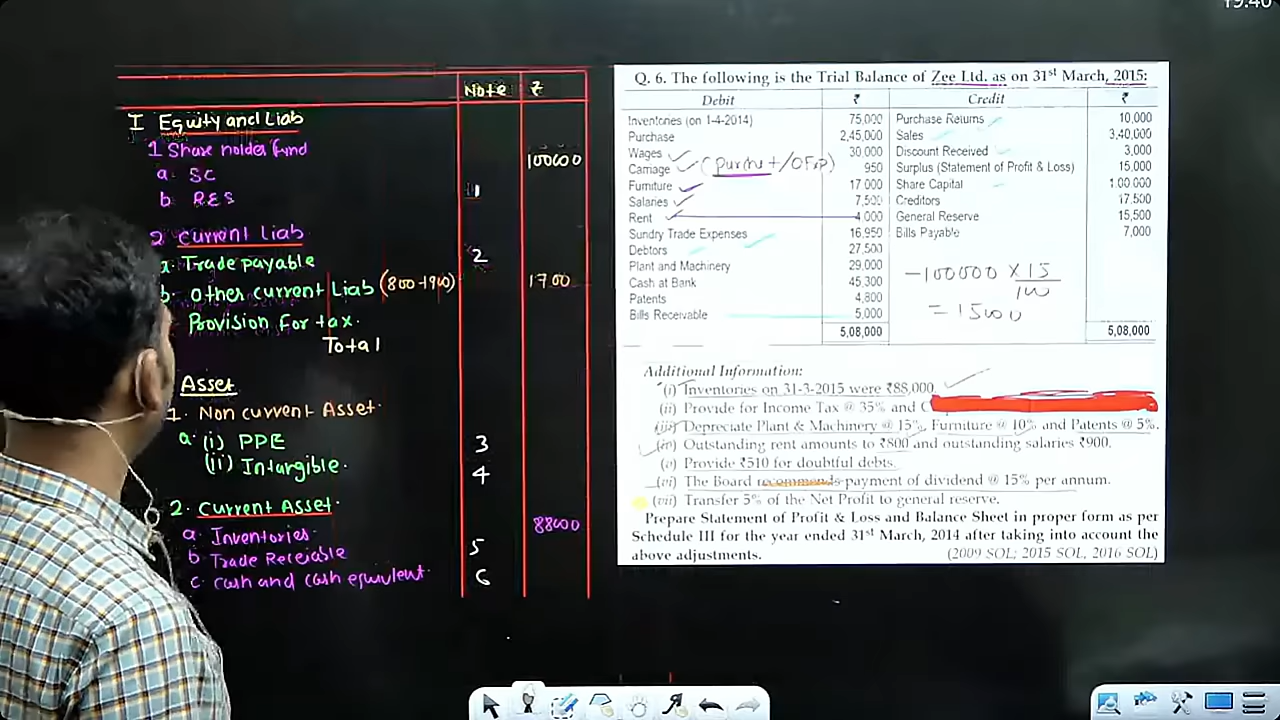 19:40
Note ₹
I Equity and Liab
1 Share holder fund
a. SC 100000
b. R&S 1
2 Current Liab
a. Trade payable 2
b. other current Liab (800+900) 1700
Provision for tax.
Total
Asset
1. Non current Asset.
a. (i) PPE 3
(ii) Intangible. 4
2. Current Asset.
a. Inventories. 88000
b Trade Receiable 5
c. cash and cash equivlent. 6
Q. 6. The following is the Trial Balance of Zee Ltd. as on 31st March, 2015:
Debit ₹ Credit ₹
Inventories (on 1-4-2014) 75,000 Purchase Returns 10,000
Purchase 2,45,000 Sales 3,40,000
Wages 30,000 Discount Received 3,000
Carriage (purchase+/OExp) 950 Surplus (Statement of Profit & Loss) 15,000
Furniture 17,000 Share Capital 1,00,000
Salaries 7,500 Creditors 17,500
Rent 4,000 General Reserve 15,500
Sundry Trade Expenses 16,950 Bills Payable 7,000
Debtors 27,500
Plant and Machinery 29,000
Cash at Bank 45,300
Patents 4,800
Bills Receivable 5,000
5,08,000 5,08,000
-100000 × 15
100
= 15000
Additional Information:
(i) Inventories on 31-3-2015 were ₹88,000.
(ii) Provide for Income Tax @ 35% and
(iii) Depreciate Plant & Machinery @ 15%, Furniture @ 10% and Patents @ 5%.
(iv) Outstanding rent amounts to ₹800 and outstanding salaries ₹900.
(v) Provide ₹510 for doubtful debts.
(vi) The Board recommends payment of dividend @ 15% per annum.
(vii) Transfer 5% of the Net Profit to general reserve.
Prepare Statement of Profit & Loss and Balance Sheet in proper form as per
Schedule III for the year ended 31st March, 2014 after taking into account the
above adjustments. (2009 SOL; 2015 SOL, 2016 SOL)